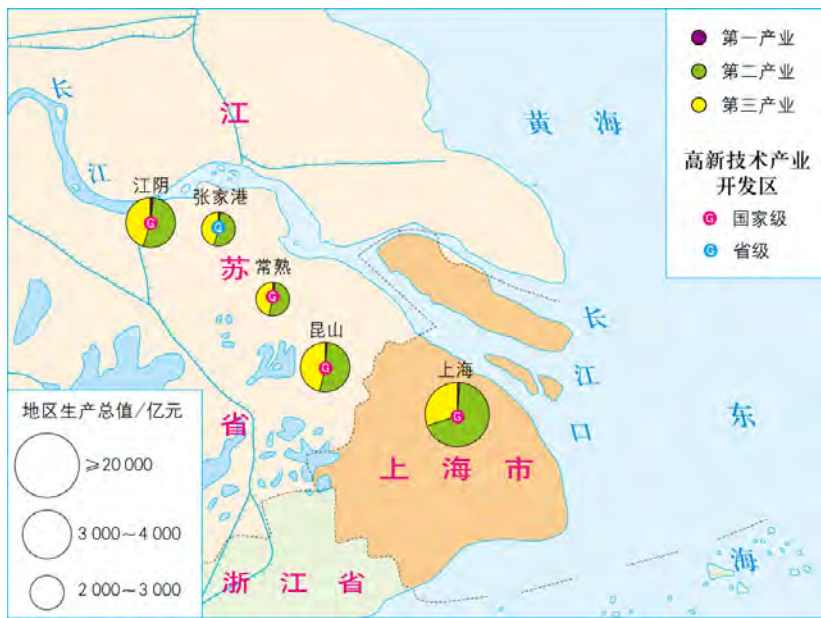 第一产业
第二产业
第三产业
高新技术产业
开发区
G 国家级
G 省级
黄海
长江
江苏省
江阴
G
张家港
G
常熟
G
昆山
G
上海
G
上海市
浙江省
长江口
东海
地区生产总值/亿元
≥20 000
3 000~4 000
2 000~3 000